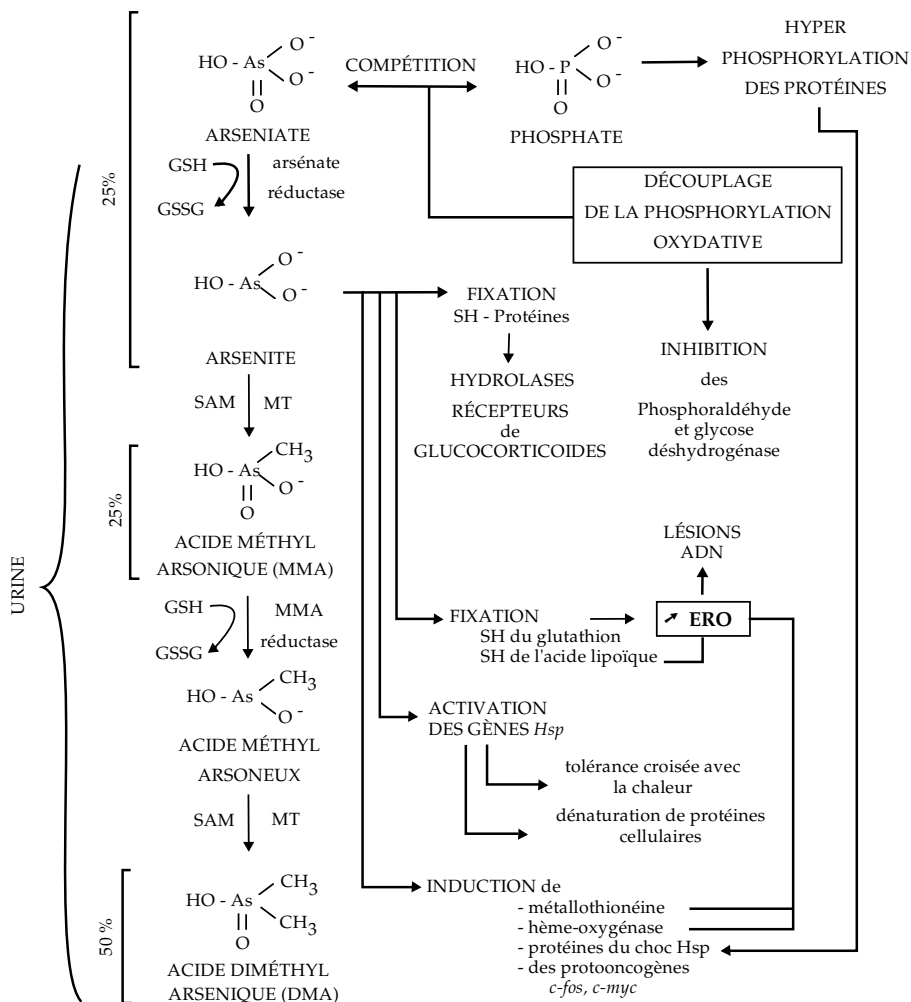 HO - As
O -
O -
O
ARSENIATE
COMPÉTITION
HO - P
O -
O -
O
PHOSPHATE
HYPER
PHOSPHORYLATION
DES PROTÉINES
25%
GSH
GSSG
arsénate
réductase
DÉCOUPLAGE
DE LA PHOSPHORYLATION
OXYDATIVE
HO - As
O -
O -
ARSENITE
FIXATION
SH - Protéines
HYDROLASES
RÉCEPTEURS
de
GLUCOCORTICOIDES
INHIBITION
des
Phosphoraldéhyde
et glycose
déshydrogénase
SAM
MT
25%
HO - As
CH3
O -
O
ACIDE MÉTHYL
ARSONIQUE (MMA)
URINE
GSH
GSSG
MMA
réductase
FIXATION
SH du glutathion
SH de l'acide lipoïque
LÉSIONS
ADN
ERO
HO - As
CH3
O -
ACIDE MÉTHYL
ARSONEUX
ACTIVATION
DES GÈNES Hsp
tolérance croisée avec
la chaleur
dénaturation de protéines
cellulaires
SAM
MT
50 %
HO - As
CH3
CH3
O
ACIDE DIMÉTHYL
ARSENIQUE (DMA)
INDUCTION de
- métallothionéine
- hème-oxygénase
- protéines du choc Hsp
- des protooncogènes
c-fos, c-myc